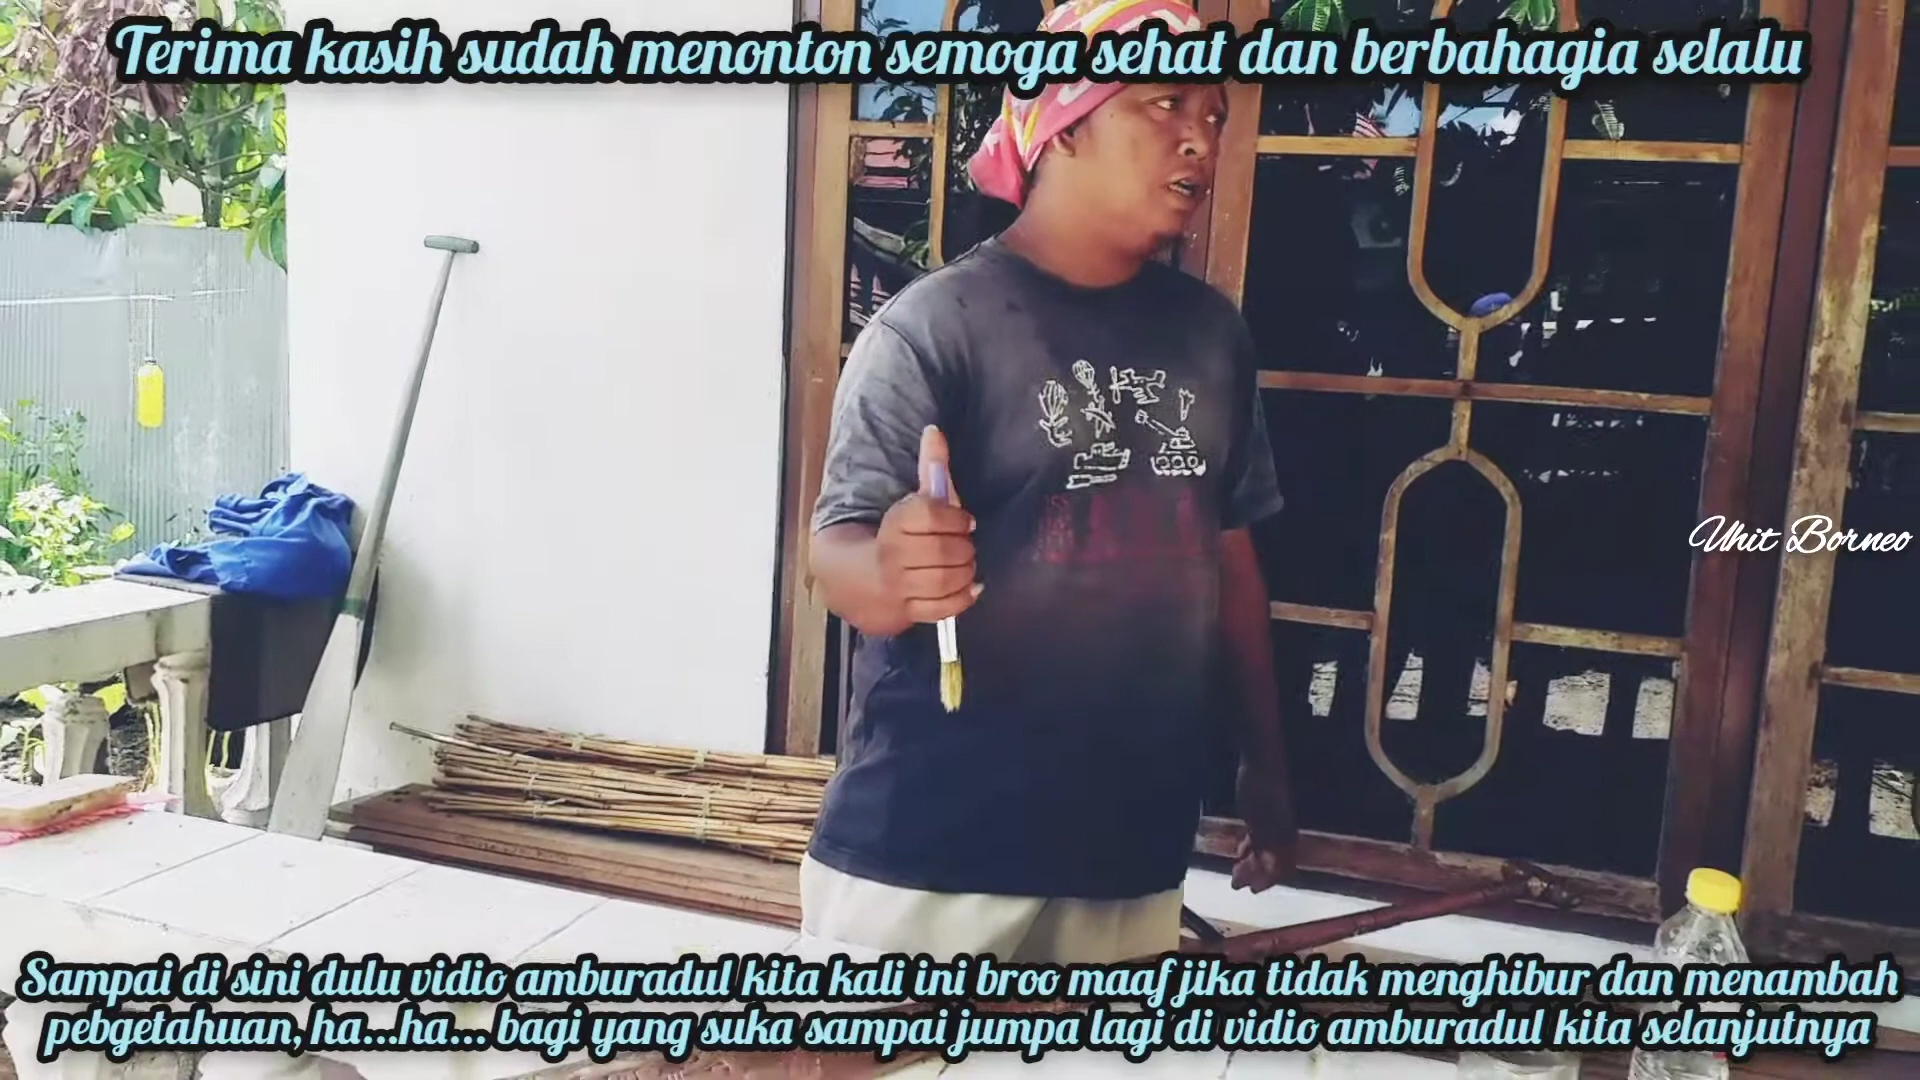 Terima kasih sudah menonton semoga sehat dan berbahagia selalu
Uhit Borneo
Sampai di sini dulu vidio amburadul kita kali ini broo maaf jika tidak menghibur dan menambah
pebgetahuan, ha...ha... bagi yang suka sampai jumpa lagi di vidio amburadul kita selanjutnya